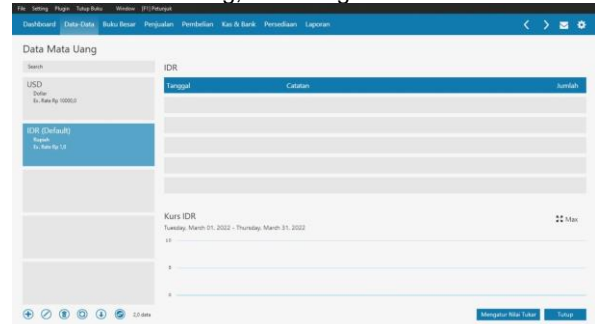 File Setting Plugin Tutup Buku Window [F1] Petunjuk
Dashboard Data-Data Buku Besar Penjualan Pembelian Kas & Bank Persediaan Laporan
Data Mata Uang
Search
IDR
USD
Dollar
Ex. Rate Rp 10000,0
Tanggal Catatan Jumlah
IDR (Default)
Rupiah
Ex. Rate Rp 1,0
Kurs IDR
Max
Tuesday, March 01, 2022 - Thursday, March 31, 2022
10
8
6
2,0 data
Mengatur Nilai Tukar Tutup